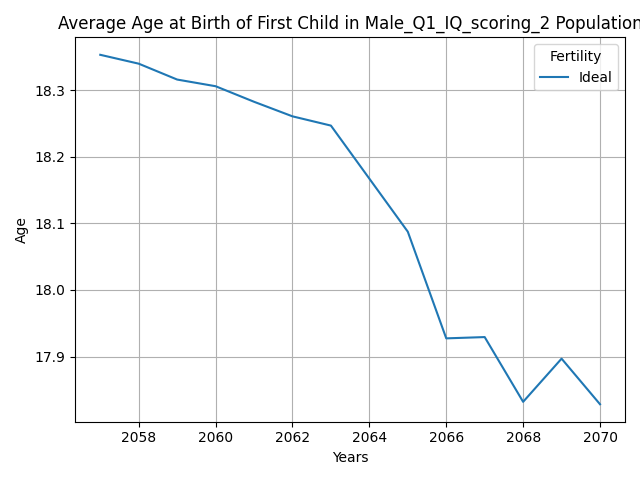 Average Age at Birth of First Child in Male_Q1_IQ_scoring_2 Population
Fertility
Ideal
18.3
18.2
18.1
18.0
17.9
Age
2058 2060 2062 2064 2066 2068 2070
Years